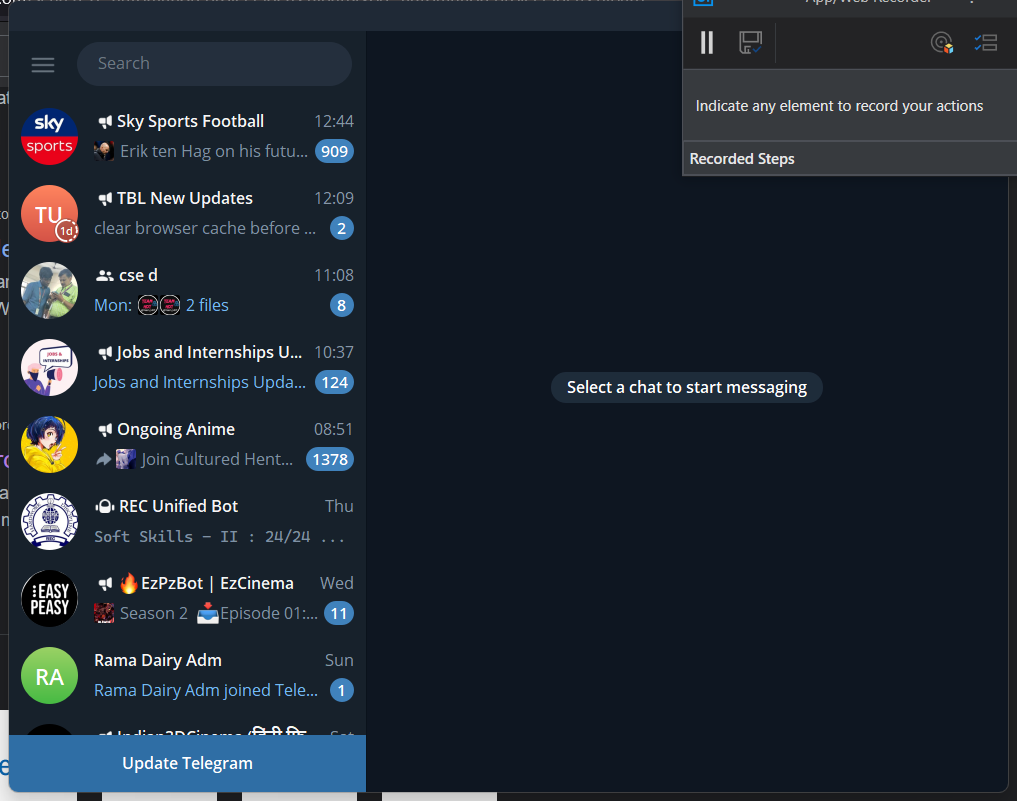 App/Web Recorder
Search
Indicate any element to record your actions
Recorded Steps
sky
sports
Sky Sports Football
12:44
Erik ten Hag on his futu...
909
TU
1d
TBL New Updates
12:09
clear browser cache before ...
2
cse d
11:08
Mon: 2 files
8
JOBS &
INTERNSHIPS
Jobs and Internships U...
10:37
Jobs and Internships Upda...
124
Ongoing Anime
08:51
Join Cultured Hent...
1378
REC Unified Bot
Thu
Soft Skills - II : 24/24 ...
:EASY
PEASY
🔥EzPzBot | EzCinema
Wed
Season 2 📥Episode 01:...
11
RA
Rama Dairy Adm
Sun
Rama Dairy Adm joined Tele...
1
Sat
Update Telegram
Select a chat to start messaging